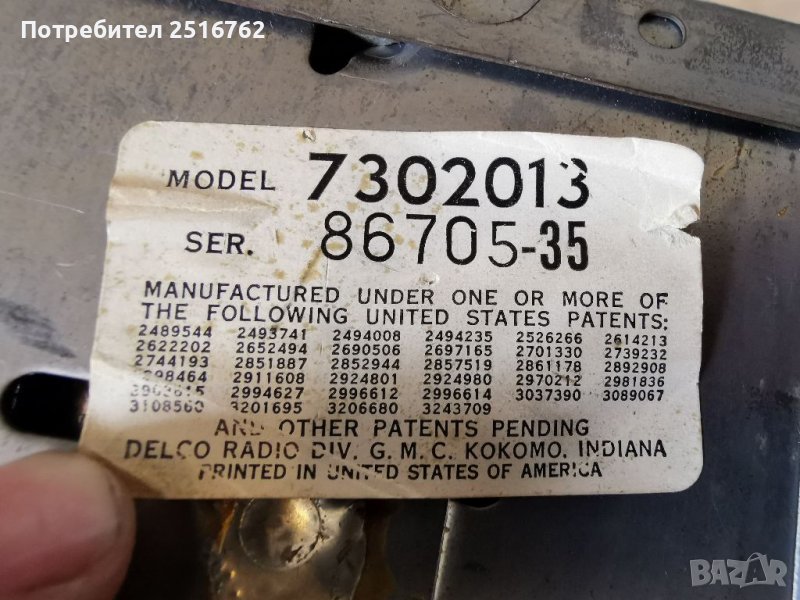 Потребител 2516762
MODEL 7302013
SER. 86705-35
MANUFACTURED UNDER ONE OR MORE OF
THE FOLLOWING UNITED STATES PATENTS:
2489544 2493741 2494008 2494235 2526266 2614213
2622202 2652494 2690506 2697165 2701330 2739232
2744193 2851887 2852944 2857519 2861178 2892908
98464 2911608 2924801 2924980 2970212 2981836
2994627 2996612 2996614 3037390 3089067
3108560 3201695 3206680 3243709
AND OTHER PATENTS PENDING
DELCO RADIO DIV. G. M. C. KOKOMO, INDIANA
PRINTED IN UNITED STATES OF AMERICA
BAZAR